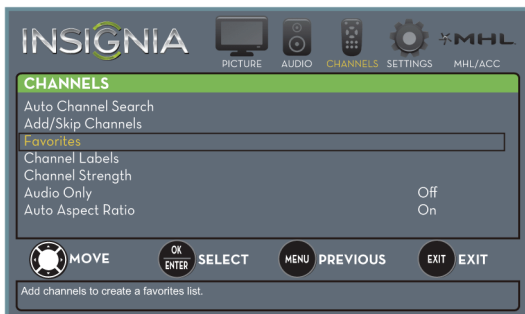 INSIGNIA
PICTURE AUDIO CHANNELS SETTINGS MHL MHL/ACC
CHANNELS
Auto Channel Search
Add/Skip Channels
Favorites
Channel Labels
Channel Strength
Audio Only Off
Auto Aspect Ratio On
MOVE OK ENTER SELECT MENU PREVIOUS EXIT EXIT
Add channels to create a favorites list.